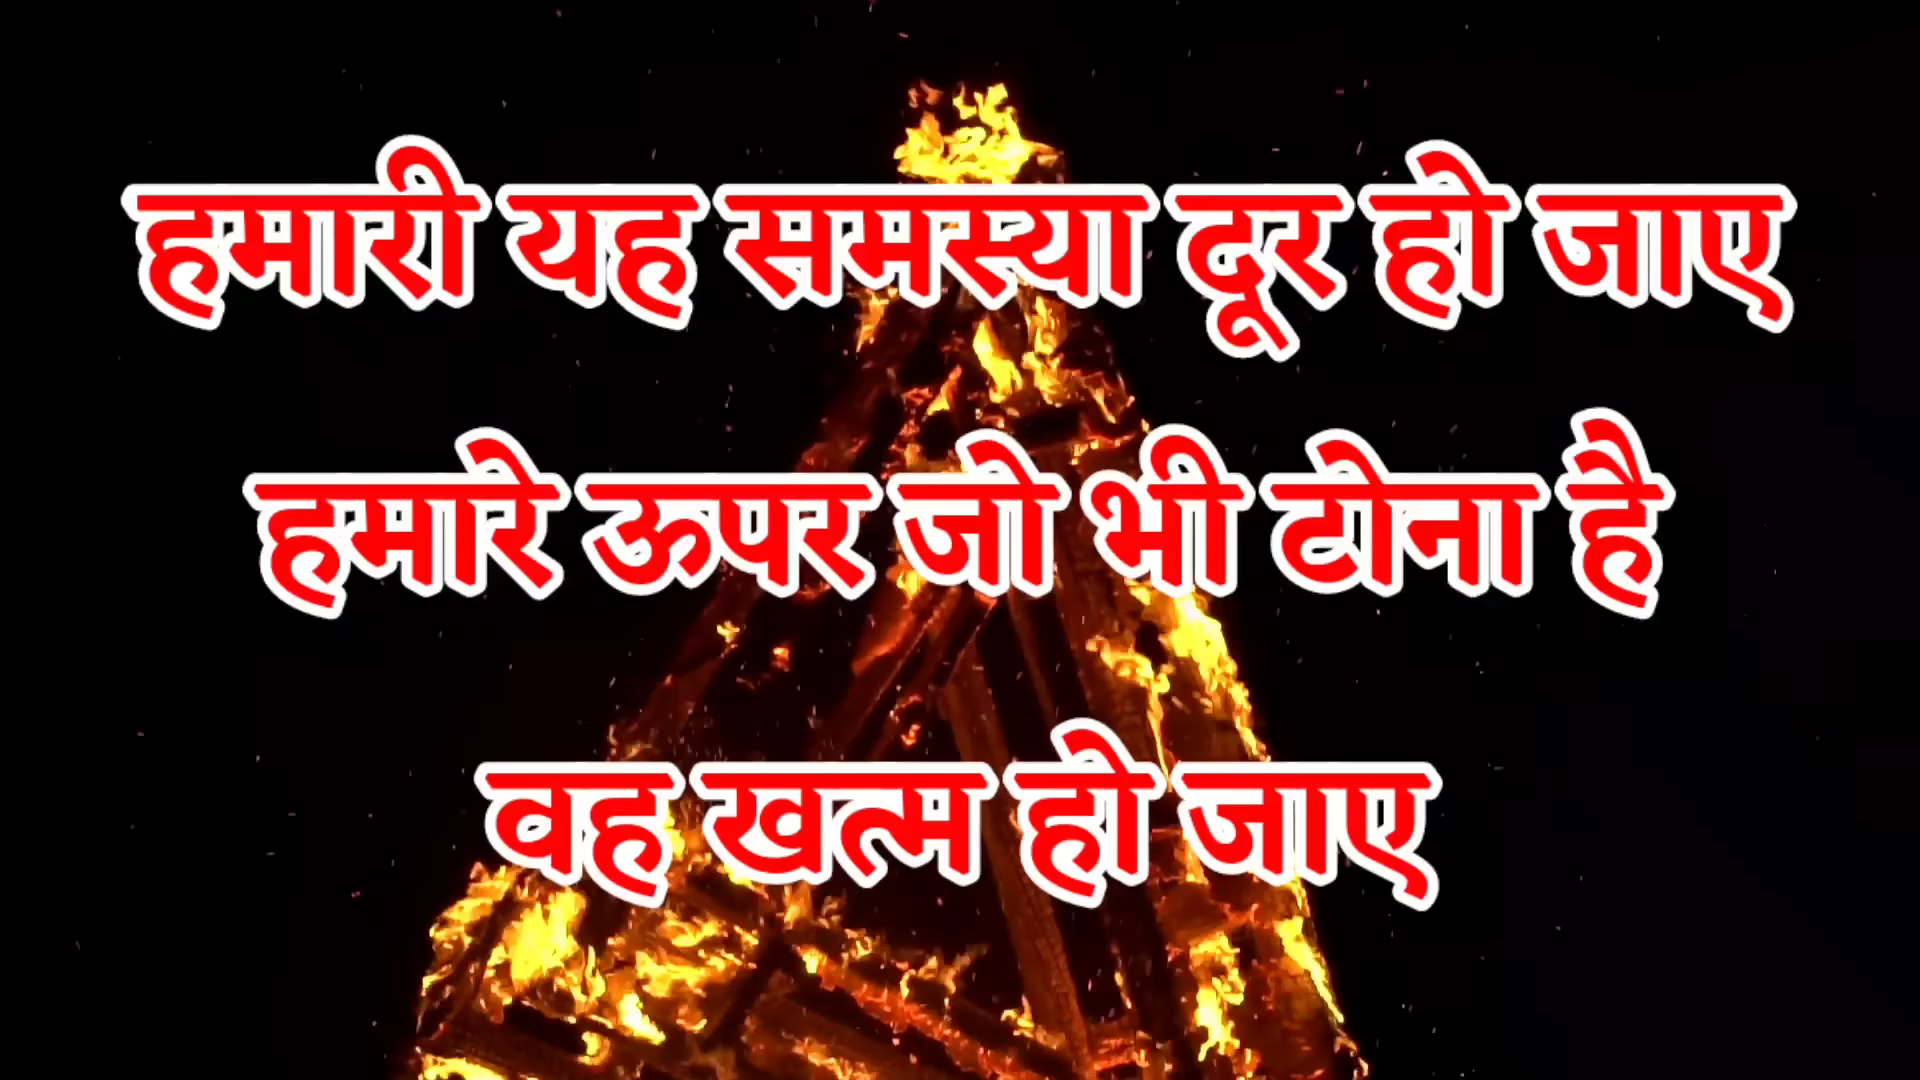 हमारी यह समस्या दूर हो जाए
हमारे ऊपर जो भी टोना है
वह खत्म हो जाए